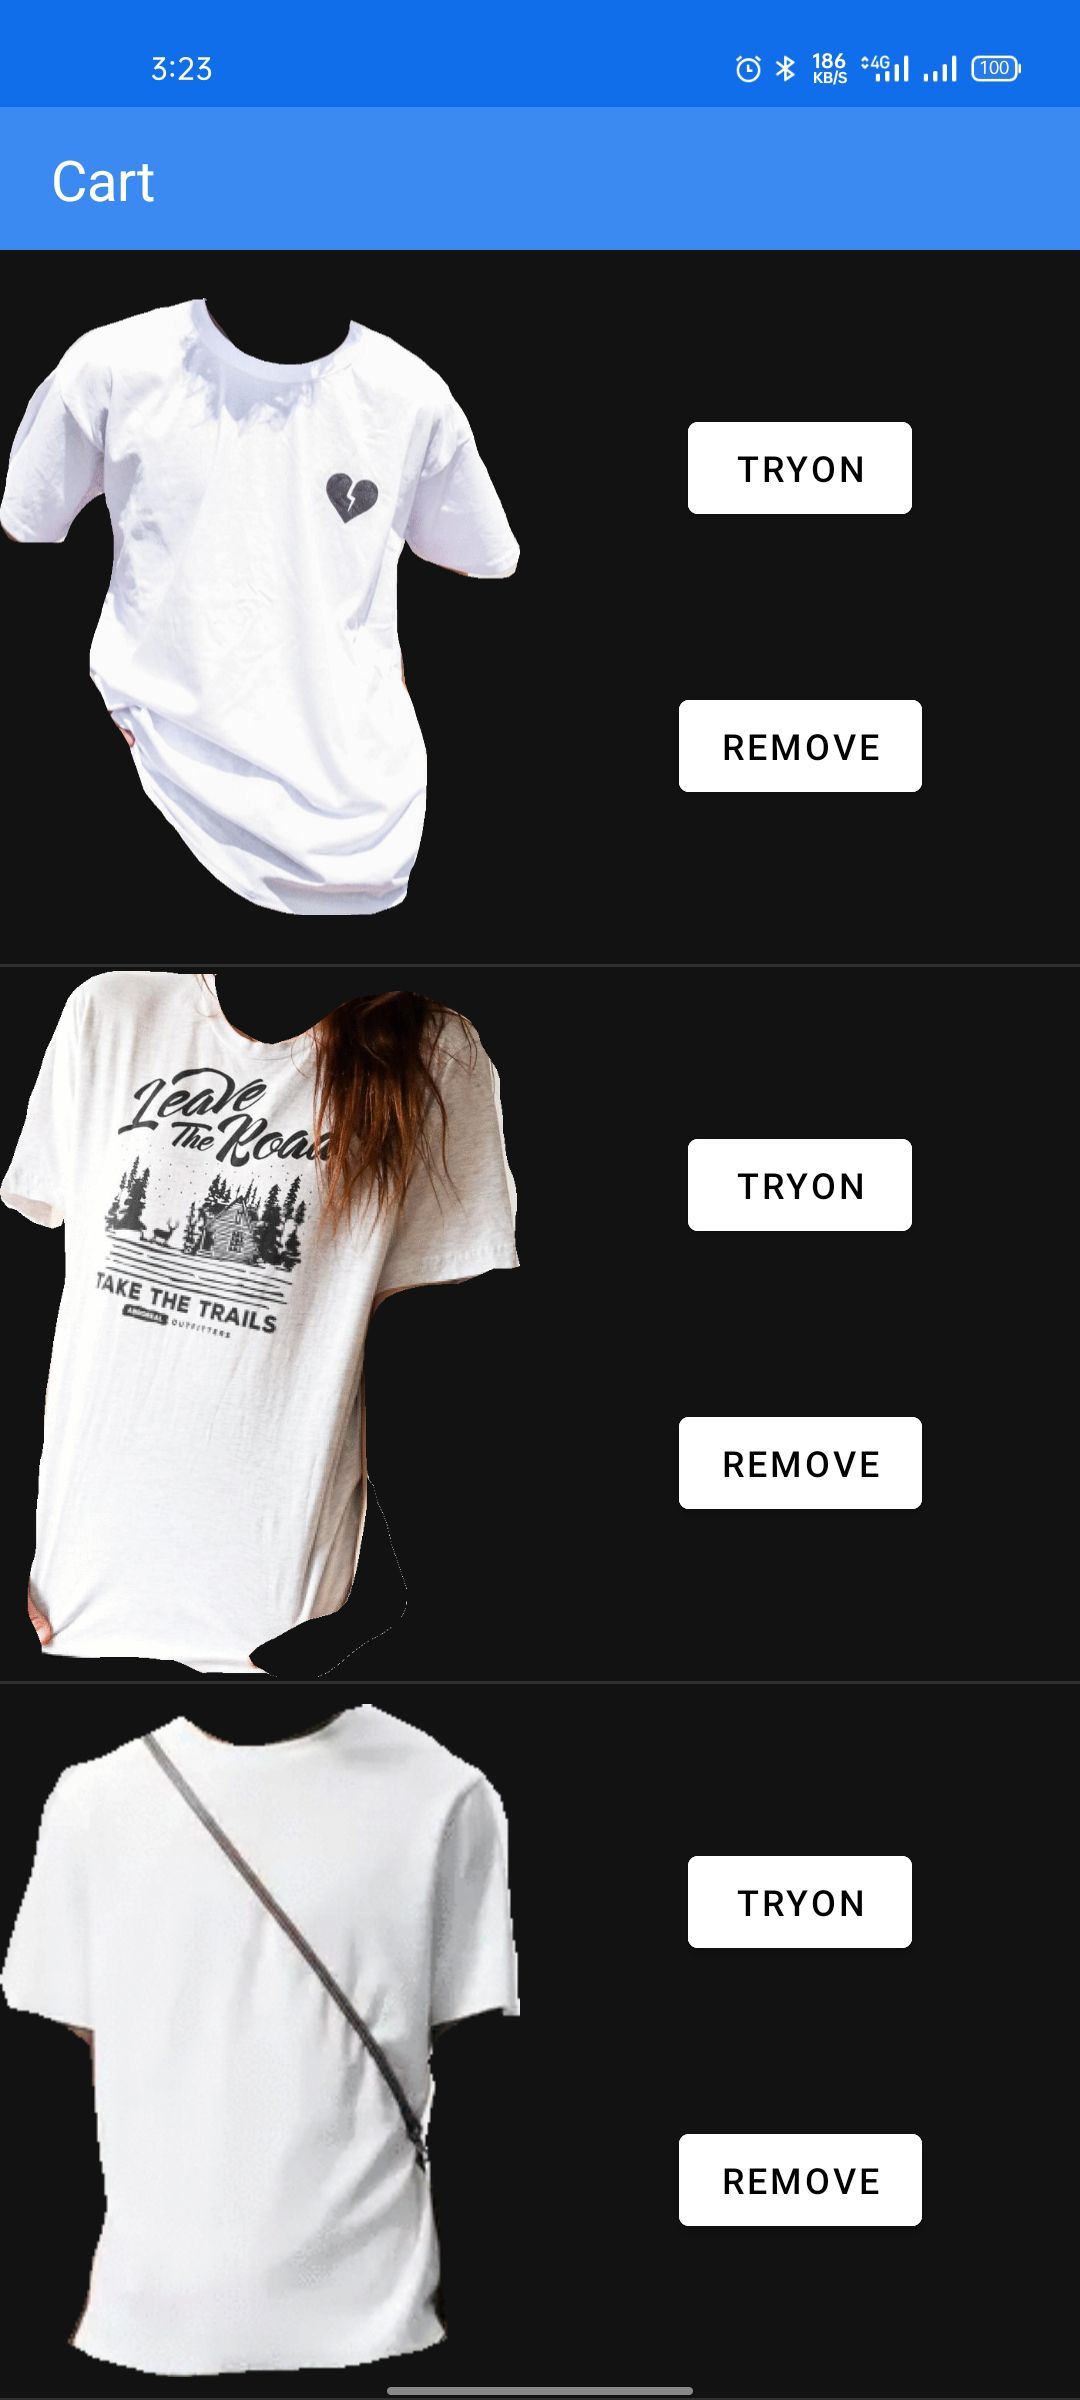 3:23
186
KB/S
4G
100
Cart
TRYON
REMOVE
Leave
The Road
TAKE THE TRAILS
OUTFITTERS
TRYON
REMOVE
TRYON
REMOVE